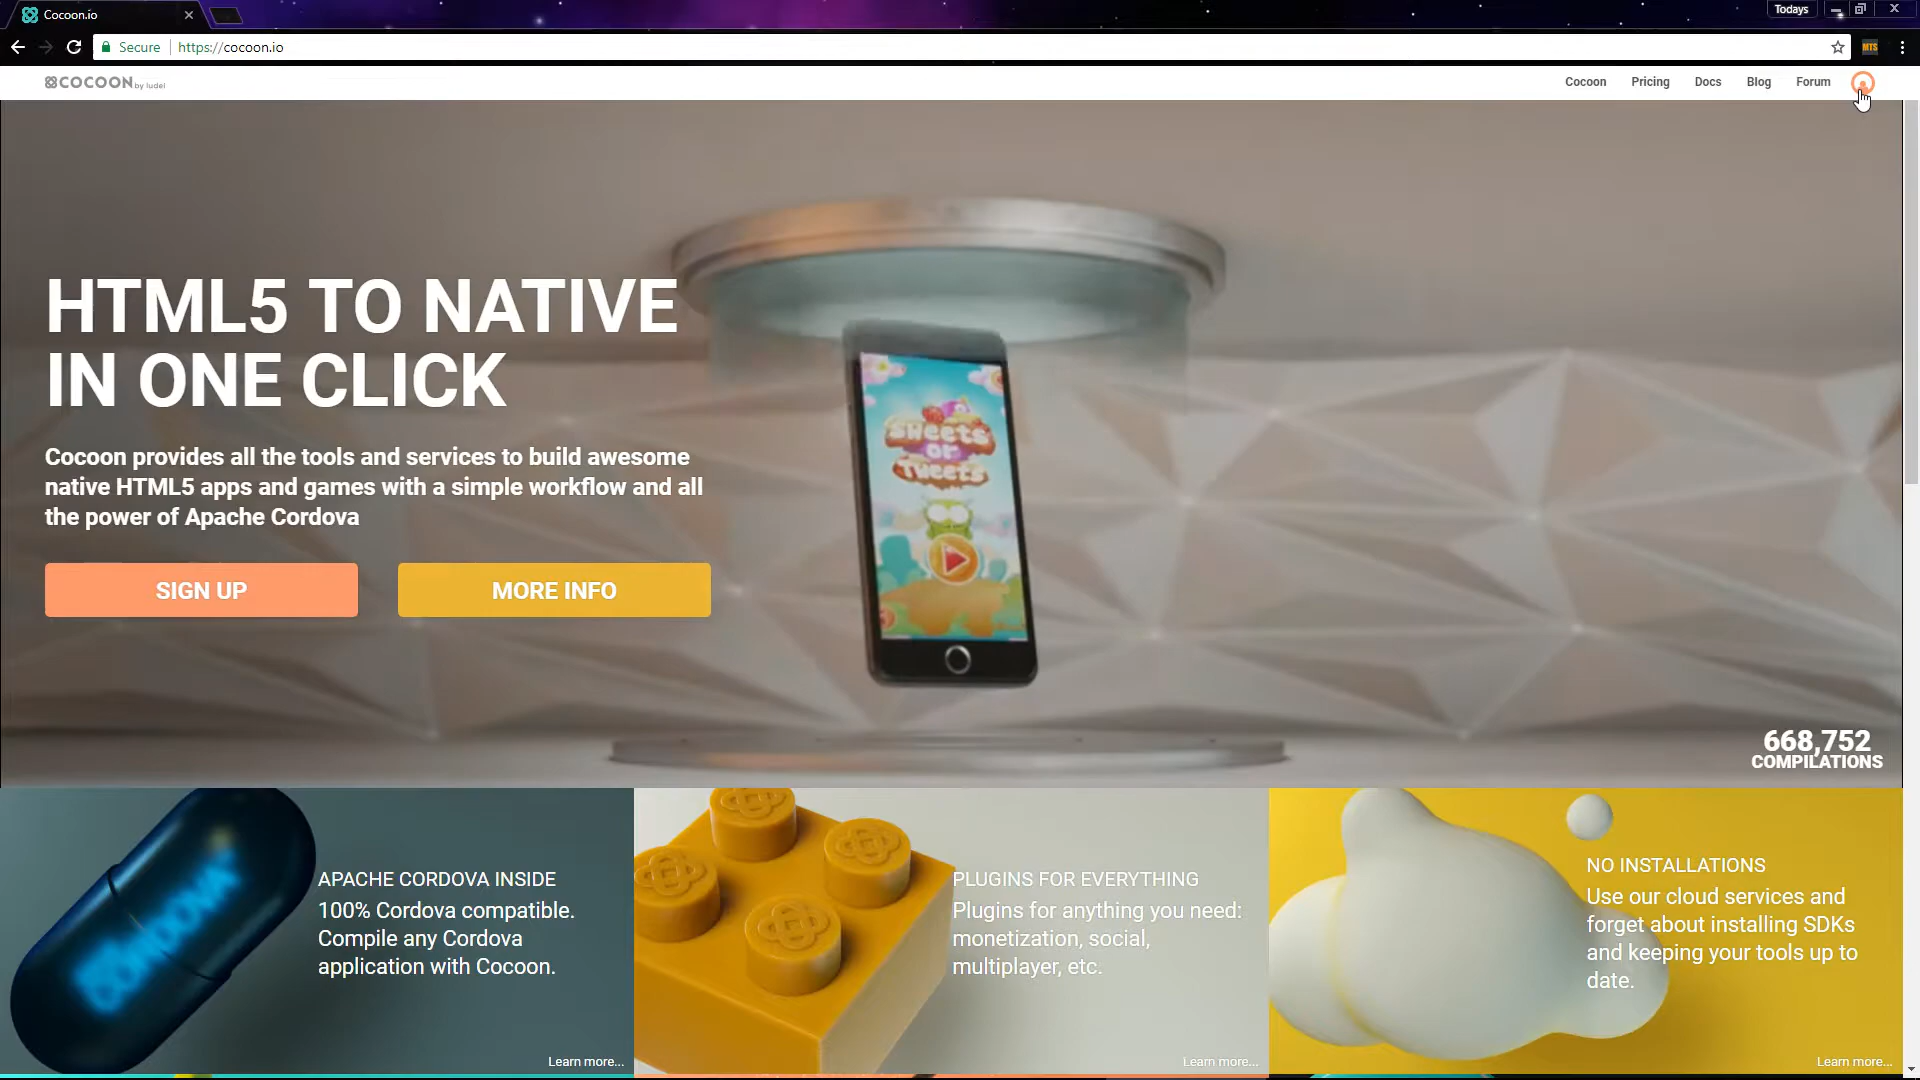 Cocoon.io
Todays
Secure
https://cocoon.io
MTS
COCOON by ludei
Cocoon
Pricing
Docs
Blog
Forum
HTML5 TO NATIVE
IN ONE CLICK
Cocoon provides all the tools and services to build awesome
native HTML5 apps and games with a simple workflow and all
the power of Apache Cordova
SIGN UP
MORE INFO
sweets
or
Tweets
668,752
COMPILATIONS
CORDOVA
APACHE CORDOVA INSIDE
100% Cordova compatible.
Compile any Cordova
application with Cocoon.
Learn more...
PLUGINS FOR EVERYTHING
Plugins for anything you need:
monetization, social,
multiplayer, etc.
Learn more...
NO INSTALLATIONS
Use our cloud services and
forget about installing SDKs
and keeping your tools up to
date.
Learn more...